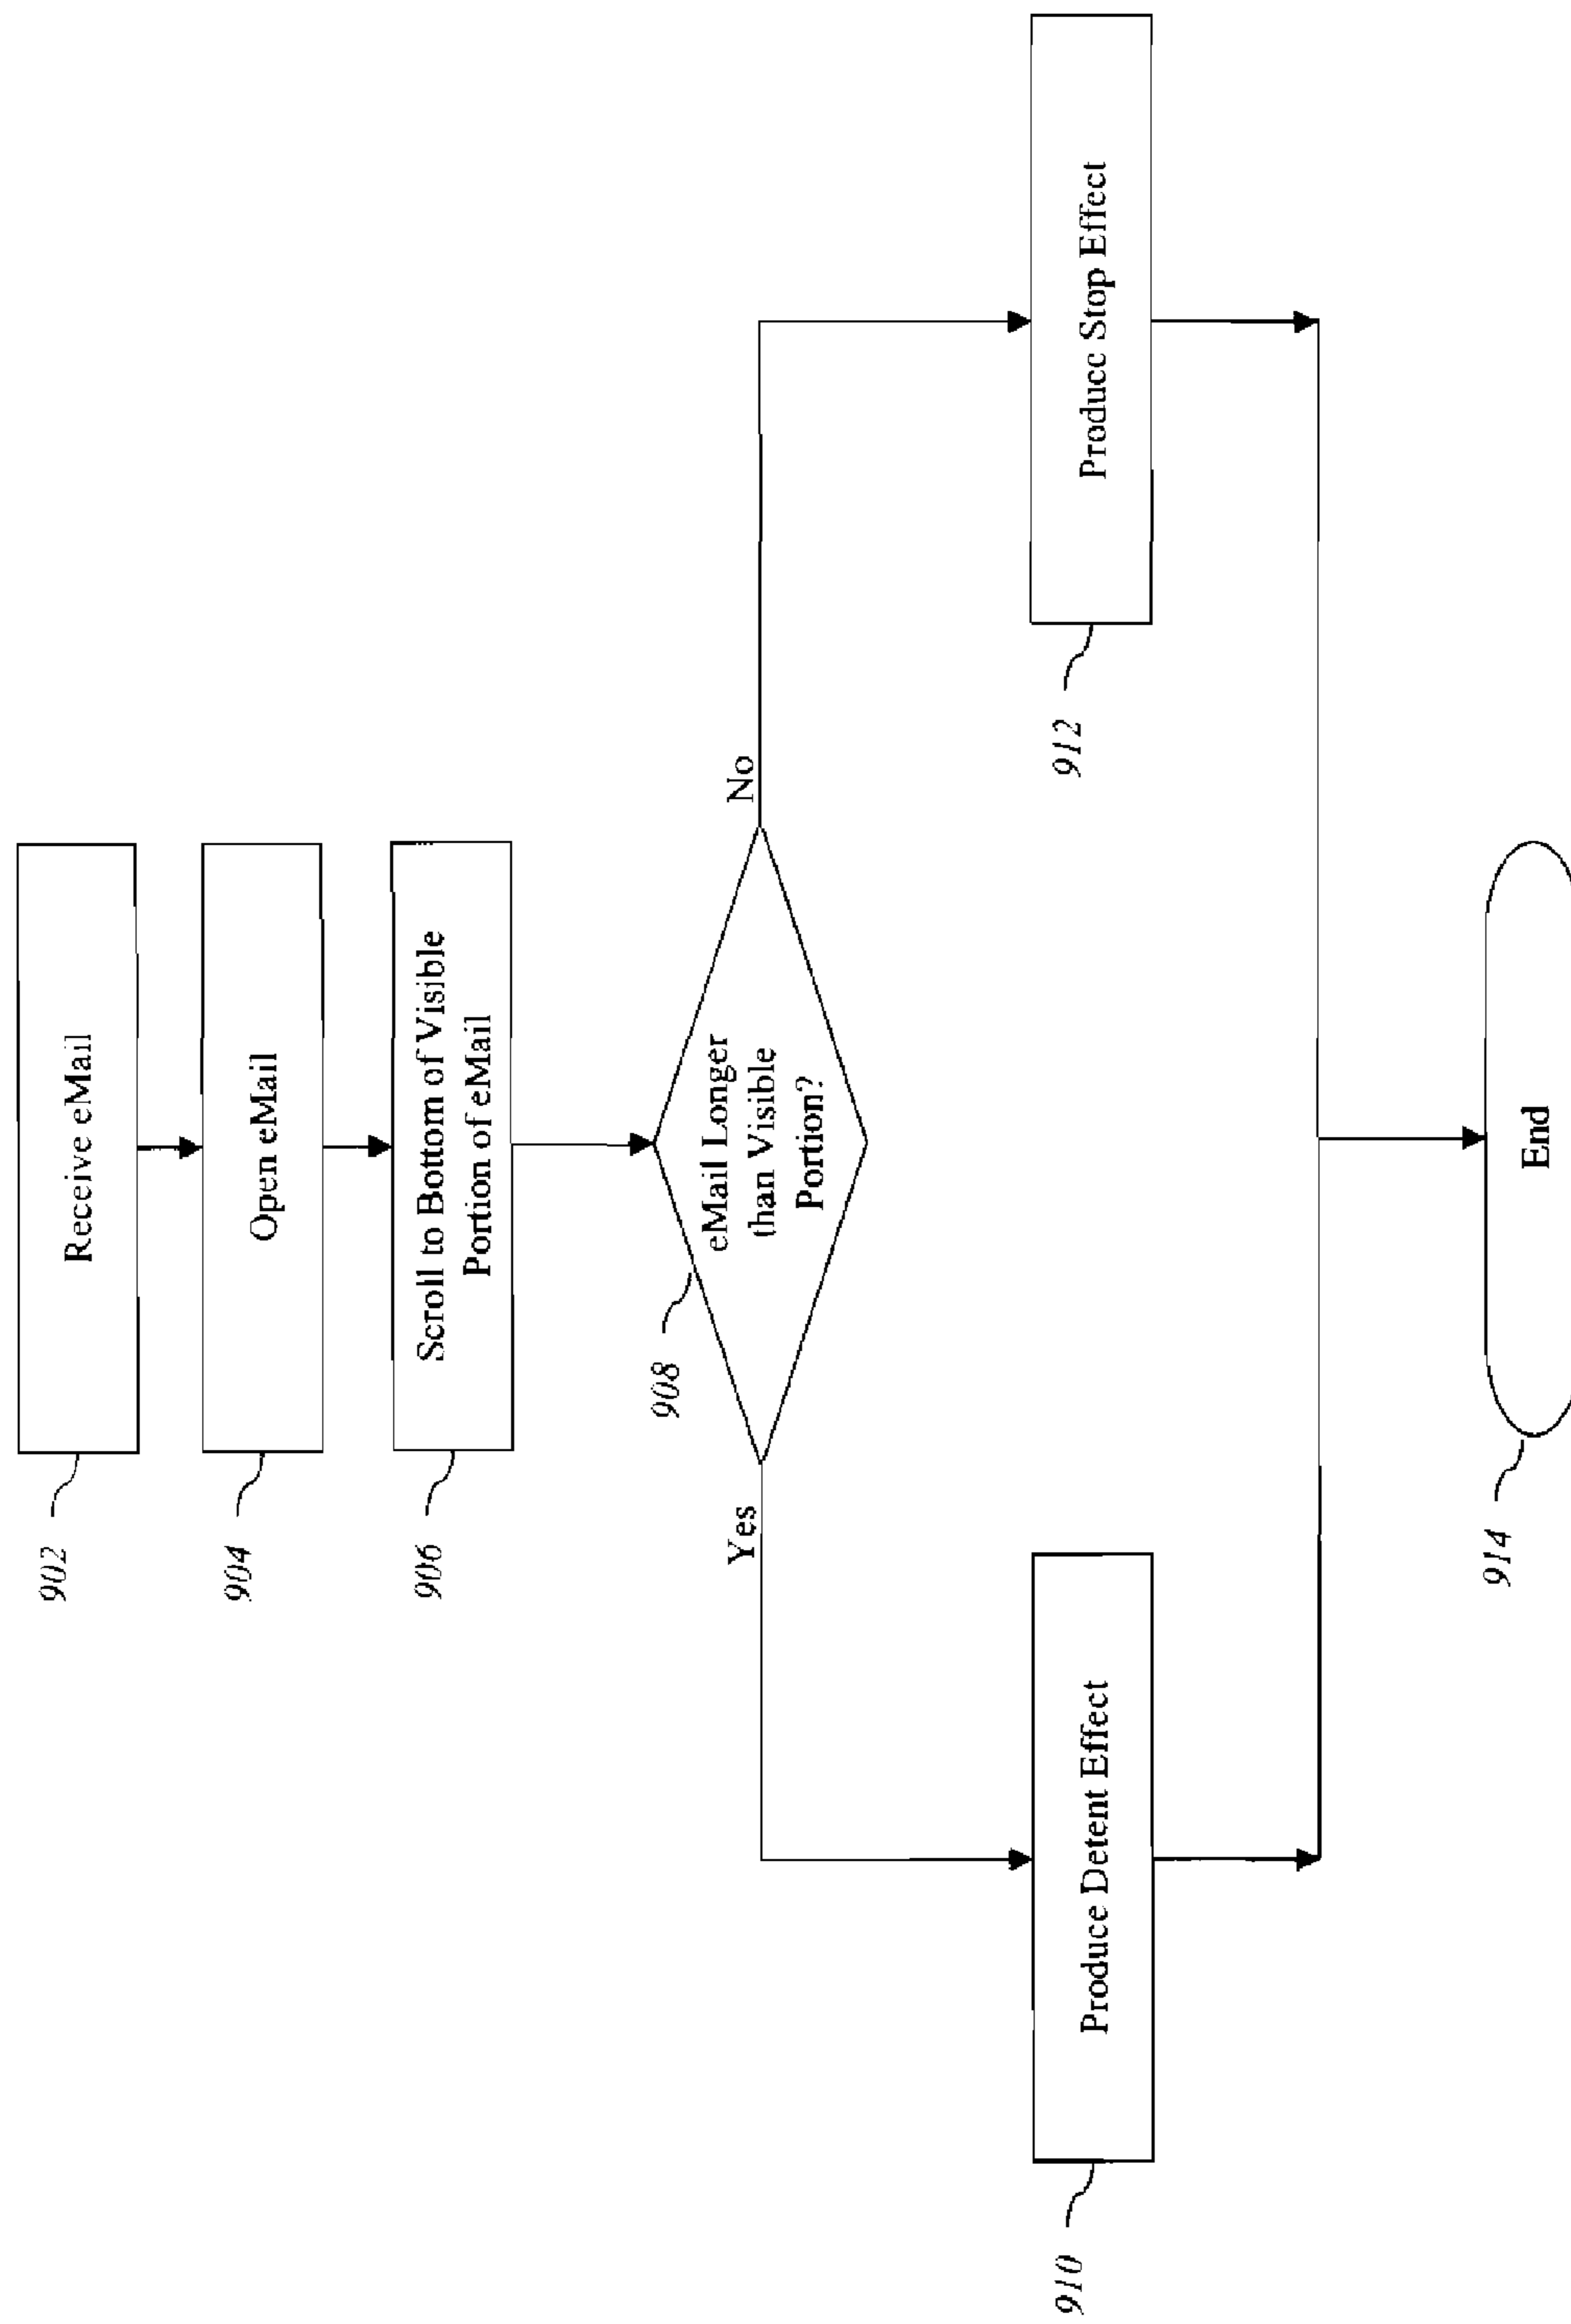 902
Receive eMail
904
Open eMail
906
Scroll to Bottom of Visible
Portion of eMail
908
eMail Longer
than Visible
Portion?
Yes
No
910
Produce Detent Effect
912
Produce Stop Effect
914
End